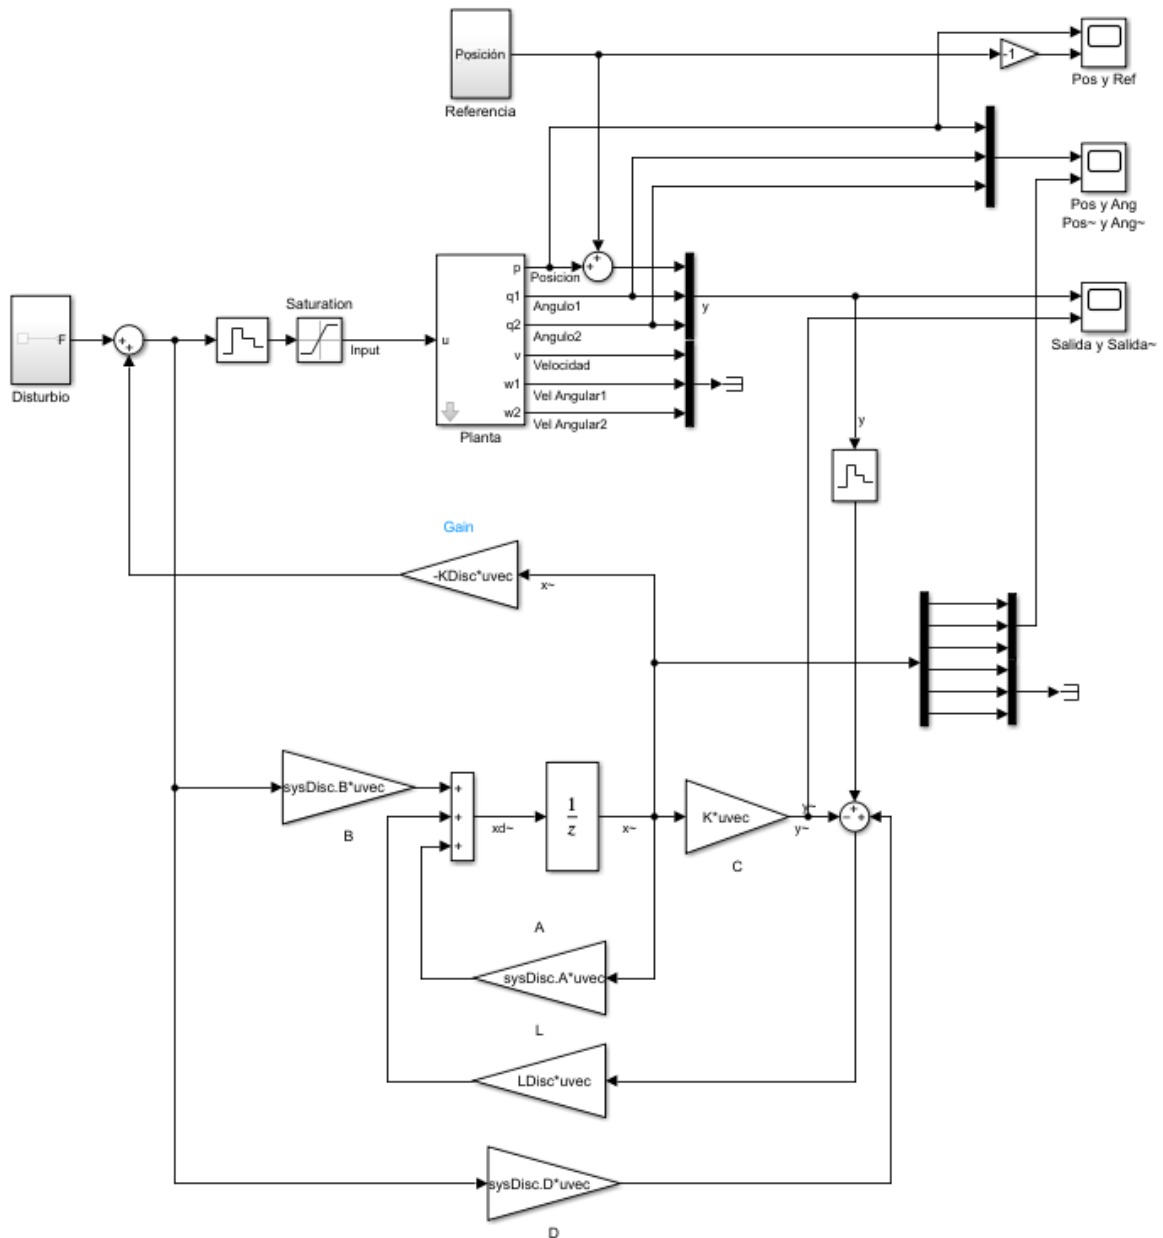 Posición
Referencia
-1
Pos y Ref
Pos y Ang
Pos~ y Ang~
Salida y Salida~
F
Disturbio
+
+
Saturation
Input
u
p
q1
q2
v
w1
w2
Planta
Posicion
Angulo1
Angulo2
Velocidad
Vel Angular1
Vel Angular2
+
+
y
y
Gain
-KDisc*uvec
x~
sysDisc.B*uvec
B
+
+
+
xd~
1
z
x~
K*uvec
C
y~
y~
+
−
+
A
sysDisc.A*uvec
L
LDisc*uvec
sysDisc.D*uvec
D